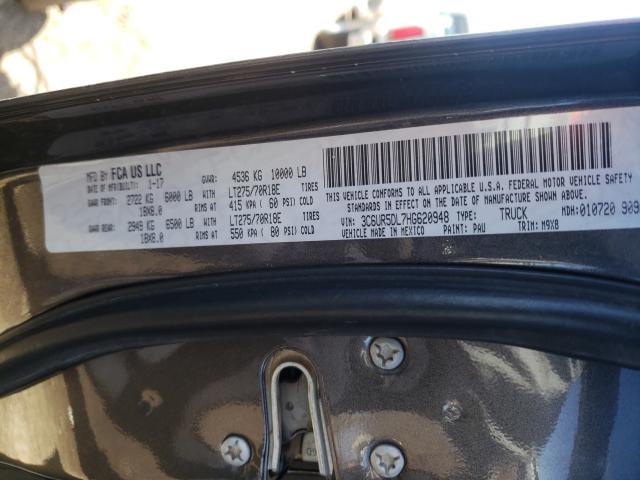 MFD BY FCA US LLC GVWR: 4536 KG 10000 LB
DATE OF MFR(BUILT): 1-17
GAWR FRONT: 2722 KG 6000 LB WITH LT275/70R18E TIRES
18X8.0 RIMS AT 415 KPA ( 60 PSI) COLD
GAWR REAR: 2949 KG 6500 LB WITH LT275/70R18E TIRES
18X8.0 RIMS AT 550 KPA ( 80 PSI) COLD
THIS VEHICLE CONFORMS TO ALL APPLICABLE U.S.A. FEDERAL MOTOR VEHICLE SAFETY
STANDARDS IN EFFECT ON THE DATE OF MANUFACTURE SHOWN ABOVE
VIN: 3C6UR5DL7HG620948 TYPE: TRUCK MDH: 010720 909
VEHICLE MADE IN MEXICO PAINT: PAU TRIM: M9X8